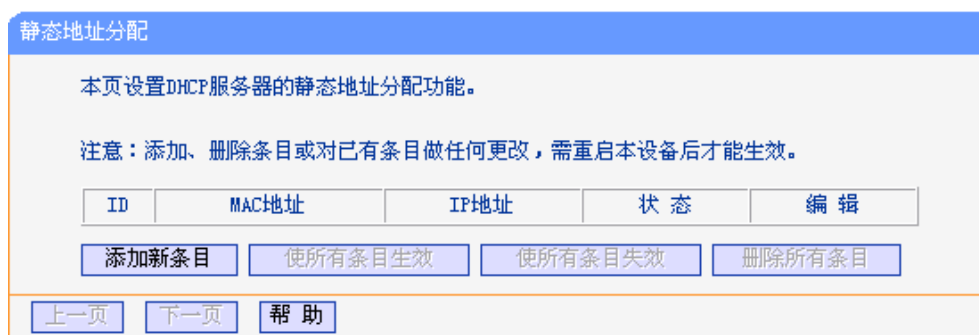 静态地址分配
本页设置DHCP服务器的静态地址分配功能。
注意：添加、删除条目或对已有条目做任何更改，需重启本设备后才能生效。
ID MAC地址 IP地址 状 态 编 辑
添加新条目 使所有条目生效 使所有条目失效 删除所有条目
上一页 下一页 帮 助